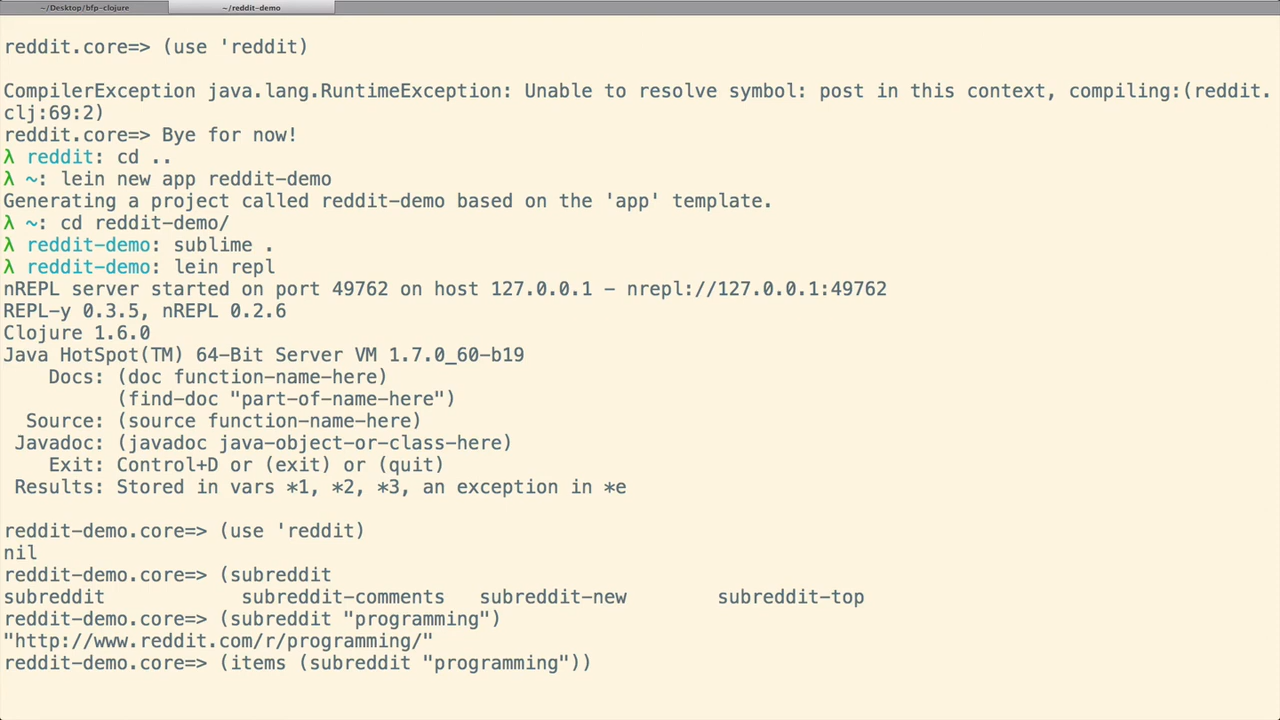 ~/Desktop/bfp-clojure
~/reddit-demo
reddit.core=> (use 'reddit)
CompilerException java.lang.RuntimeException: Unable to resolve symbol: post in this context, compiling:(reddit.
clj:69:2)
reddit.core=> Bye for now!
λ reddit: cd ..
λ ~: lein new app reddit-demo
Generating a project called reddit-demo based on the 'app' template.
λ ~: cd reddit-demo/
λ reddit-demo: sublime .
λ reddit-demo: lein repl
nREPL server started on port 49762 on host 127.0.0.1 - nrepl://127.0.0.1:49762
REPL-y 0.3.5, nREPL 0.2.6
Clojure 1.6.0
Java HotSpot(TM) 64-Bit Server VM 1.7.0_60-b19
Docs: (doc function-name-here)
(find-doc "part-of-name-here")
Source: (source function-name-here)
Javadoc: (javadoc java-object-or-class-here)
Exit: Control+D or (exit) or (quit)
Results: Stored in vars *1, *2, *3, an exception in *e
reddit-demo.core=> (use 'reddit)
nil
reddit-demo.core=> (subreddit
subreddit subreddit-comments subreddit-new subreddit-top
reddit-demo.core=> (subreddit "programming")
"http://www.reddit.com/r/programming/"
reddit-demo.core=> (items (subreddit "programming"))